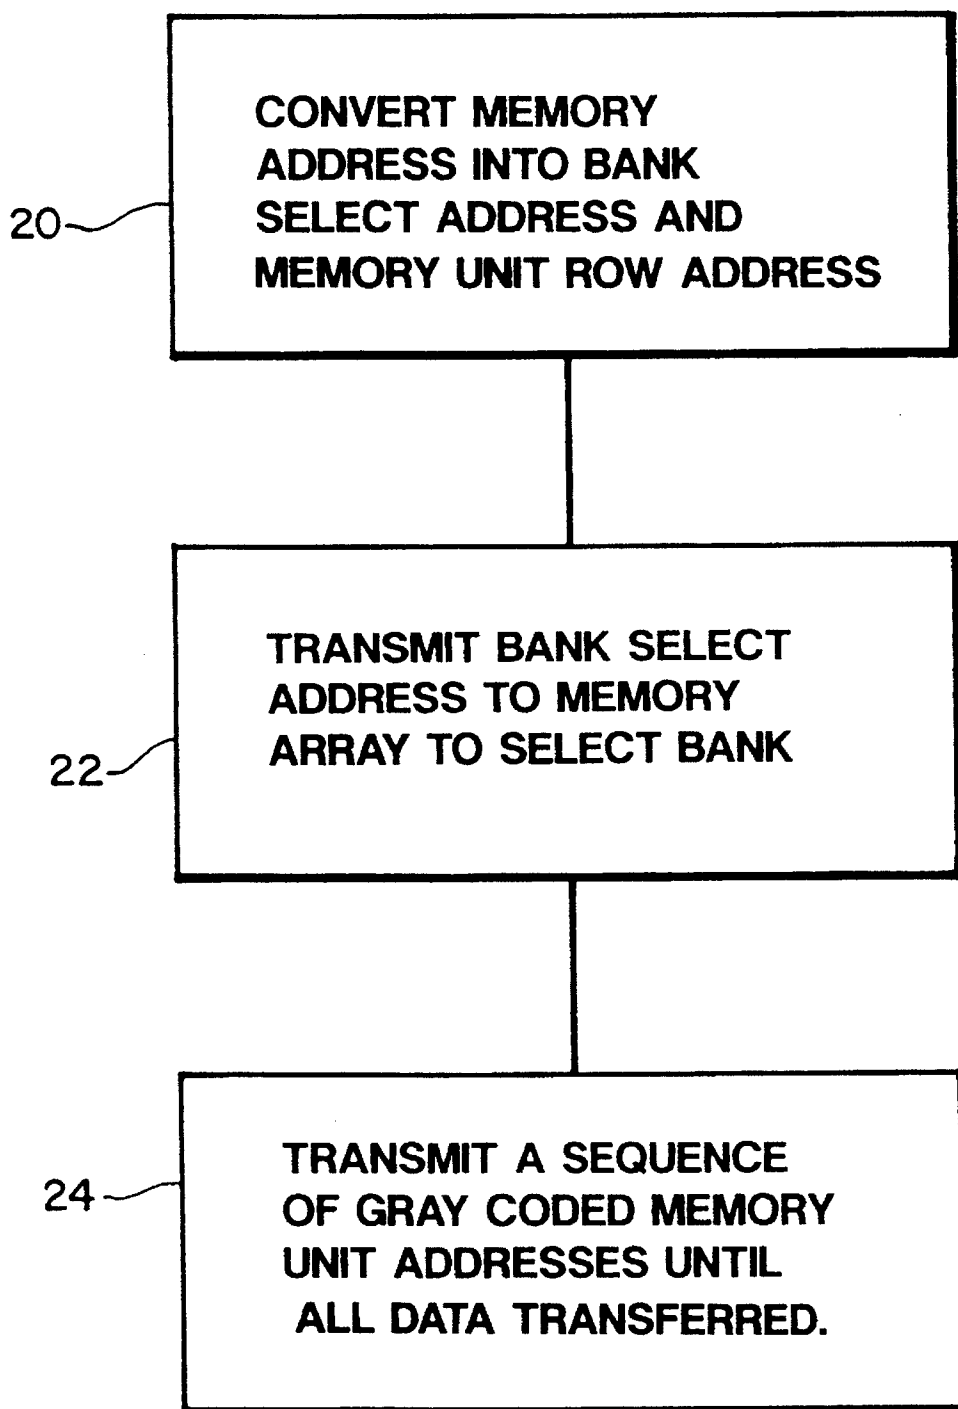 CONVERT MEMORY
ADDRESS INTO BANK
SELECT ADDRESS AND
MEMORY UNIT ROW ADDRESS
20
TRANSMIT BANK SELECT
ADDRESS TO MEMORY
ARRAY TO SELECT BANK
22
TRANSMIT A SEQUENCE
OF GRAY CODED MEMORY
UNIT ADDRESSES UNTIL
ALL DATA TRANSFERRED.
24